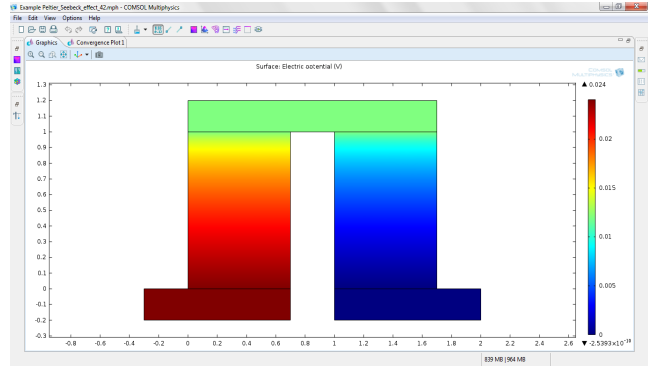 Example Peltier_Seebeck_effect_42.mph - COMSOL Multiphysics
File Edit View Options Help
Graphics Convergence Plot 1
Surface: Electric potential (V)
COMSOL
MULTIPHYSICS
1.3
1.2
1.1
1
0.9
0.8
0.7
0.6
0.5
0.4
0.3
0.2
0.1
0
-0.1
-0.2
-0.3
-0.8 -0.6 -0.4 -0.2 0 0.2 0.4 0.6 0.8 1 1.2 1.4 1.6 1.8 2 2.2 2.4 2.6
▲ 0.024
0.02
0.015
0.01
0.005
0
839 MB | 964 MB